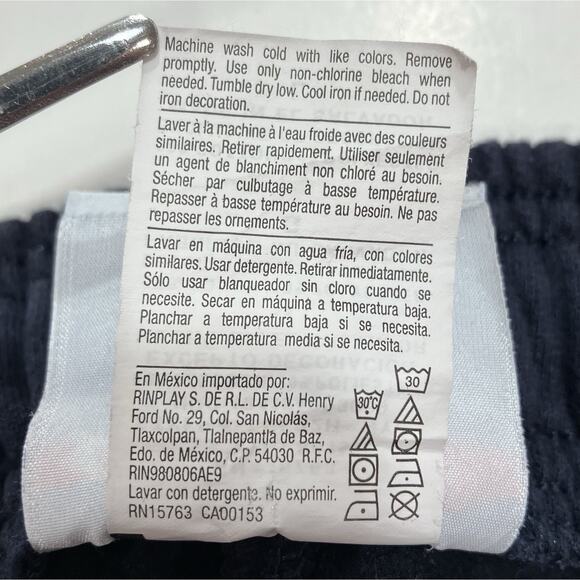 Machine wash cold with like colors. Remove
promptly. Use only non-chlorine bleach when
needed. Tumble dry low. Cool iron if needed. Do not
iron decoration.
Laver à la machine à l'eau froide avec des couleurs
similaires. Retirer rapidement. Utiliser seulement
un agent de blanchiment non chloré au besoin.
Sécher par culbutage à basse température.
Repasser à basse température au besoin. Ne pas
repasser les ornements.
Lavar en máquina con agua fría, con colores
similares. Usar detergente. Retirar inmediatamente.
Sólo usar blanqueador sin cloro cuando se
necesite. Secar en máquina a temperatura baja.
Planchar a temperatura baja si se necesita.
Planchar a temperatura media si se necesita.
En México importado por:
RINPLAY S. DE R.L. DE C.V. Henry
Ford No. 29, Col. San Nicolás,
Tlaxcolpan, Tlalnepantla de Baz,
Edo. de México, C.P. 54030 R.F.C.
RIN980806AE9
Lavar con detergente. No exprimir.
RN15763 CA00153
30°C
30